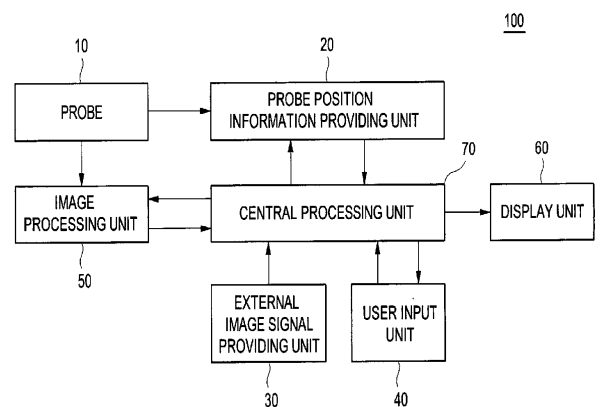 100
10
20
PROBE
PROBE POSITION
INFORMATION PROVIDING UNIT
70
60
IMAGE
PROCESSING UNIT
CENTRAL PROCESSING UNIT
DISPLAY UNIT
50
EXTERNAL
IMAGE SIGNAL
PROVIDING UNIT
USER INPUT
UNIT
30
40